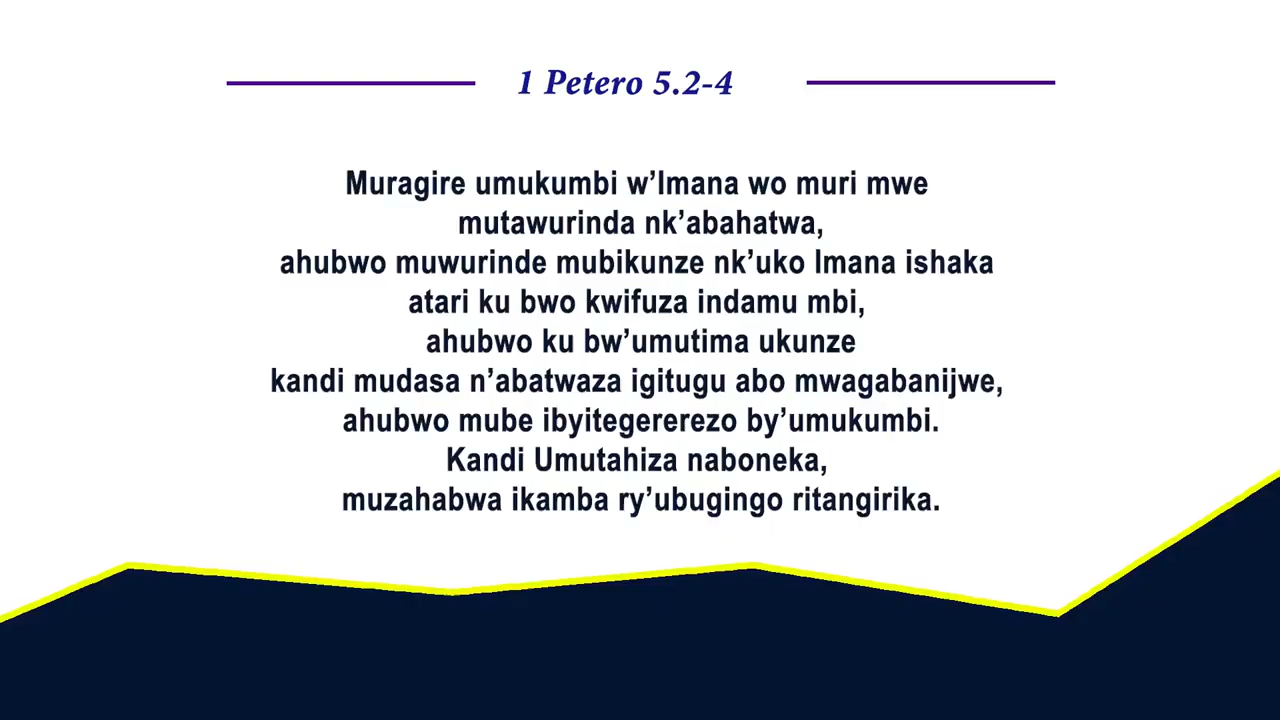 1 Petero 5.2-4
Muragire umukumbi w’Imana wo muri mwe
mutawurinda nk’abahatwa,
ahubwo muwurinde mubikunze nk’uko Imana ishaka
atari ku bwo kwifuza indamu mbi,
ahubwo ku bw’umutima ukunze
kandi mudasa n’abatwaza igitugu abo mwagabanijwe,
ahubwo mube ibyitegererezo by’umukumbi.
Kandi Umutahiza naboneka,
muzahabwa ikamba ry’ubugingo ritangirika.